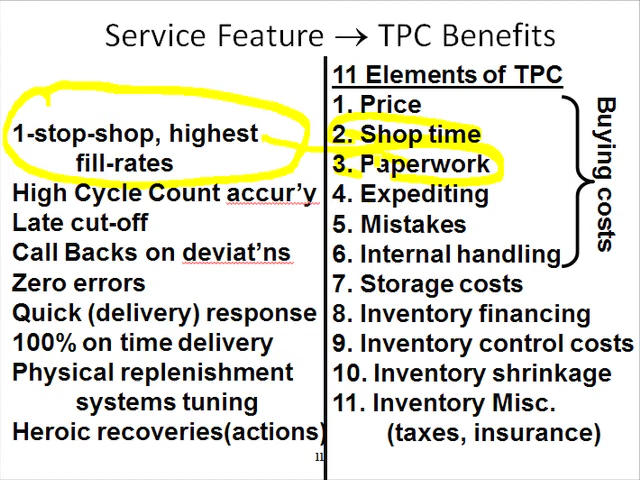 Service Feature → TPC Benefits
1-stop-shop, highest
fill-rates
High Cycle Count accur'y
Late cut-off
Call Backs on deviat'ns
Zero errors
Quick (delivery) response
100% on time delivery
Physical replenishment
systems tuning
Heroic recoveries(actions)
11 Elements of TPC
1. Price
2. Shop time
3. Paperwork
4. Expediting
5. Mistakes
6. Internal handling
7. Storage costs
8. Inventory financing
9. Inventory control costs
10. Inventory shrinkage
11. Inventory Misc.
(taxes, insurance)
Buying costs
11